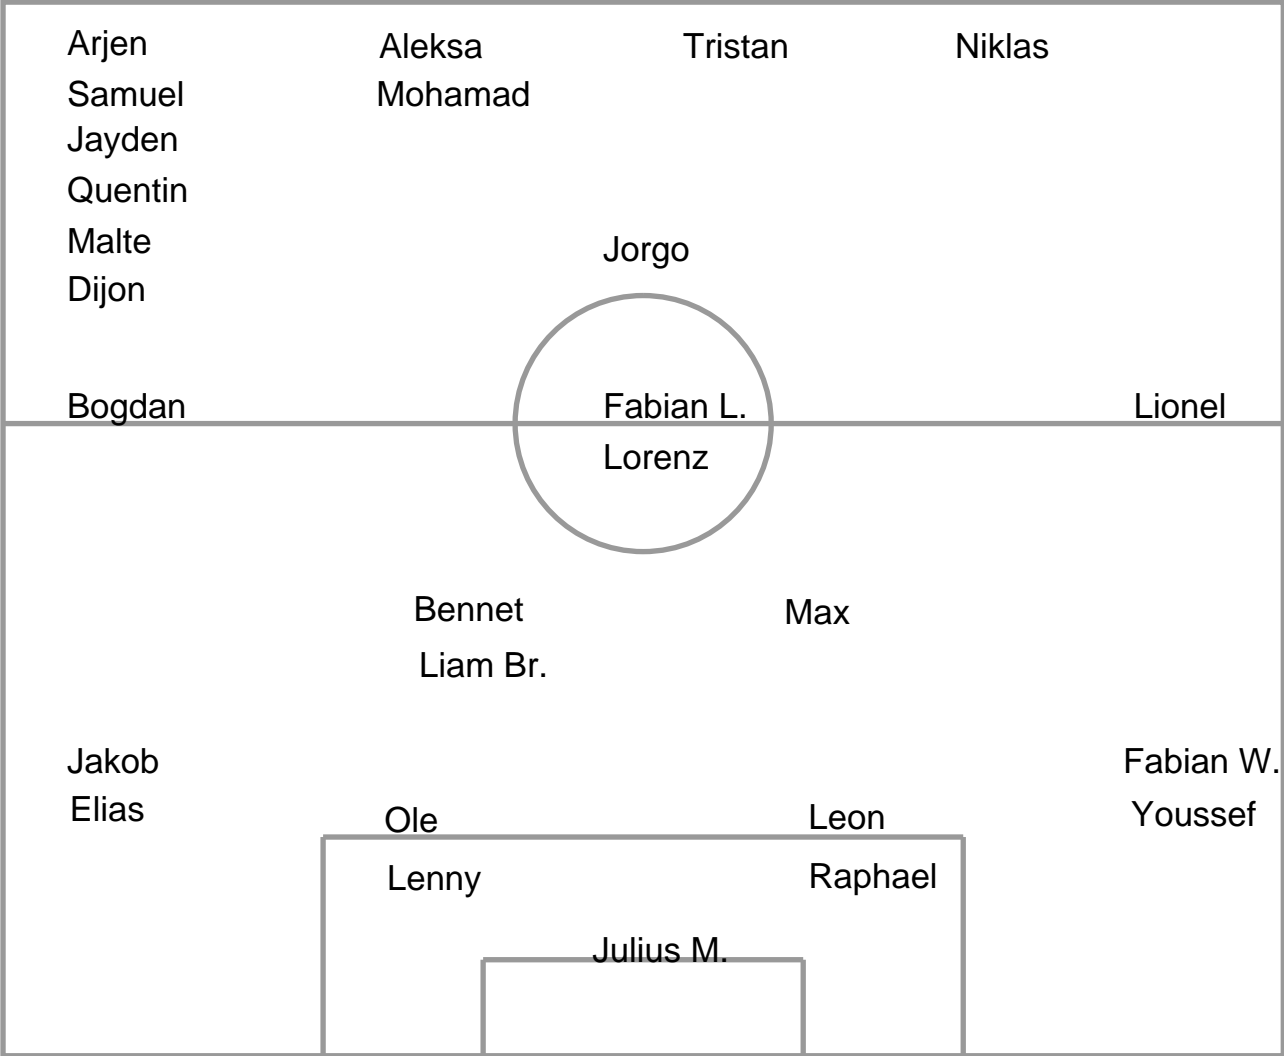 Arjen Aleksa Tristan Niklas
Samuel Mohamad
Jayden
Quentin
Malte
Jorgo
Dijon
Bogdan Fabian L. Lionel
Lorenz
Bennet Max
Liam Br.
Jakob Fabian W.
Elias Youssef
Ole Leon
Lenny Raphael
Julius M.